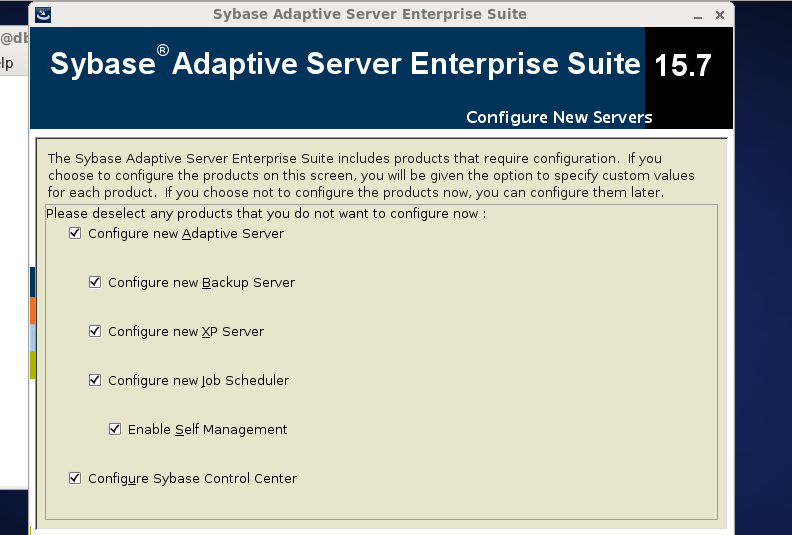 Sybase Adaptive Server Enterprise Suite
@db
lp
Sybase® Adaptive Server Enterprise Suite 15.7
Configure New Servers
The Sybase Adaptive Server Enterprise Suite includes products that require configuration. If you
choose to configure the products on this screen, you will be given the option to specify custom values
for each product. If you choose not to configure the products now, you can configure them later.
Please deselect any products that you do not want to configure now :
Configure new Adaptive Server
Configure new Backup Server
Configure new XP Server
Configure new Job Scheduler
Enable Self Management
Configure Sybase Control Center